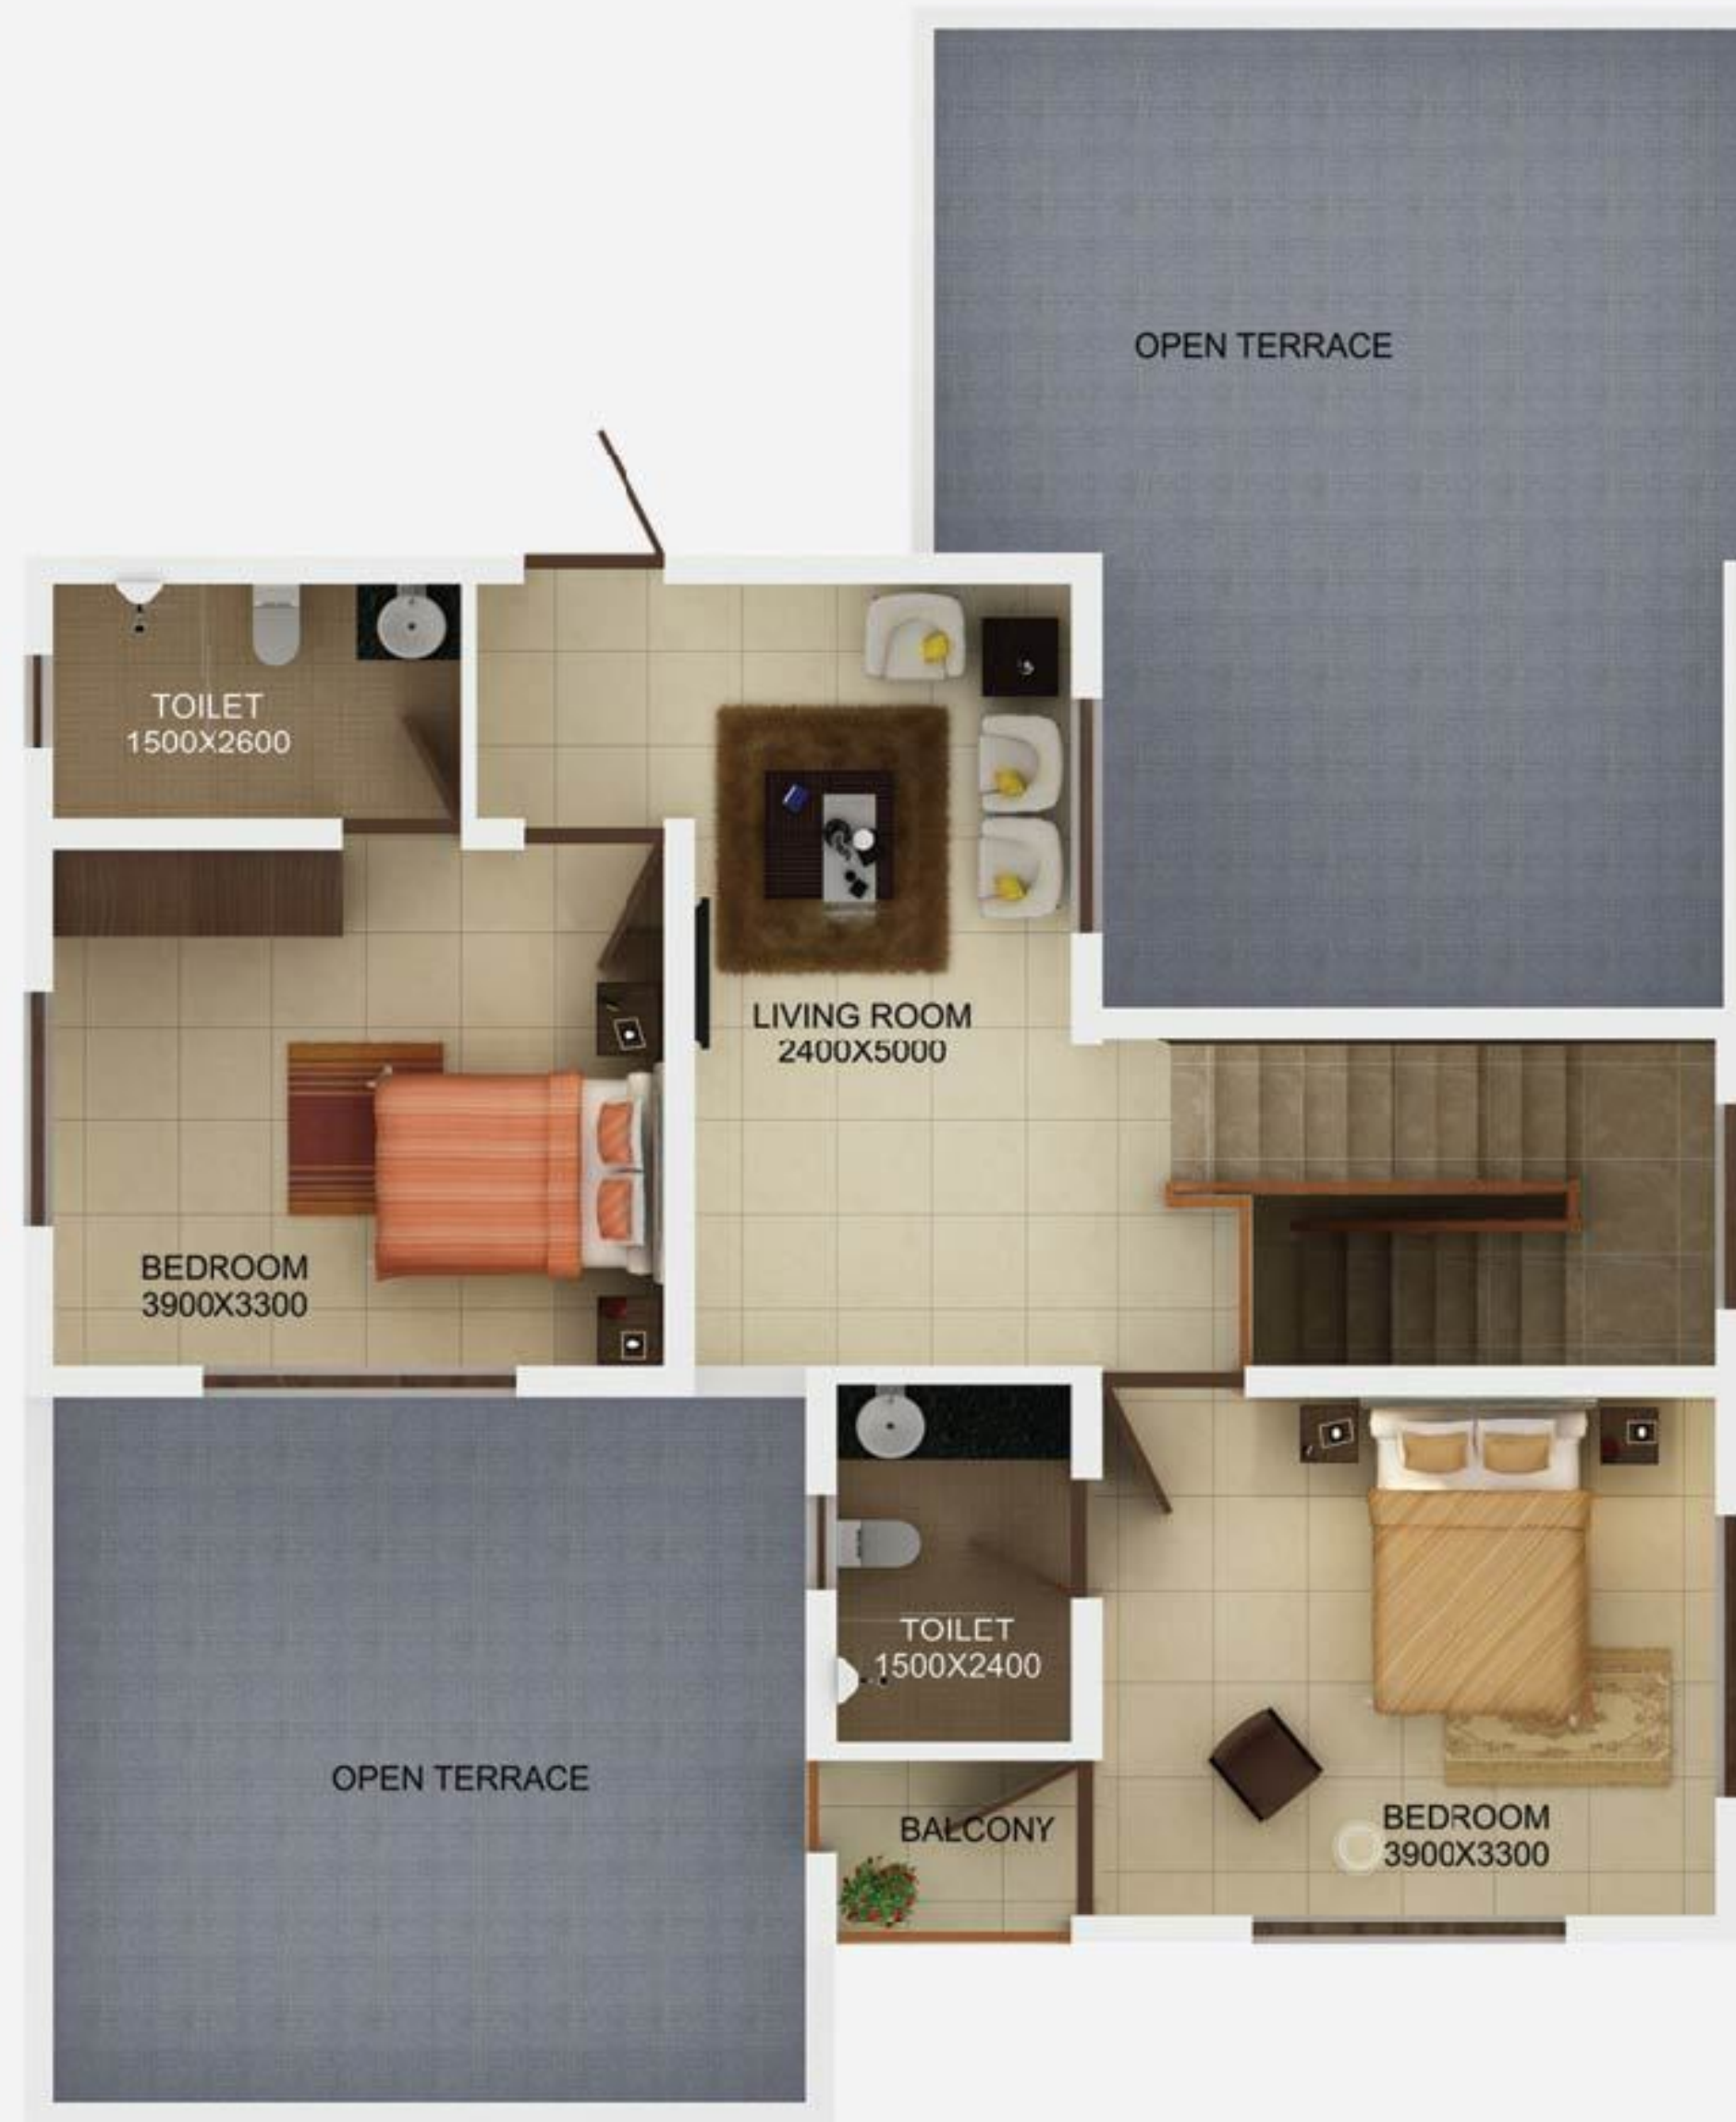 OPEN TERRACE
TOILET
1500X2600
LIVING ROOM
2400X5000
BEDROOM
3900X3300
TOILET
1500X2400
OPEN TERRACE
BALCONY
BEDROOM
3900X3300